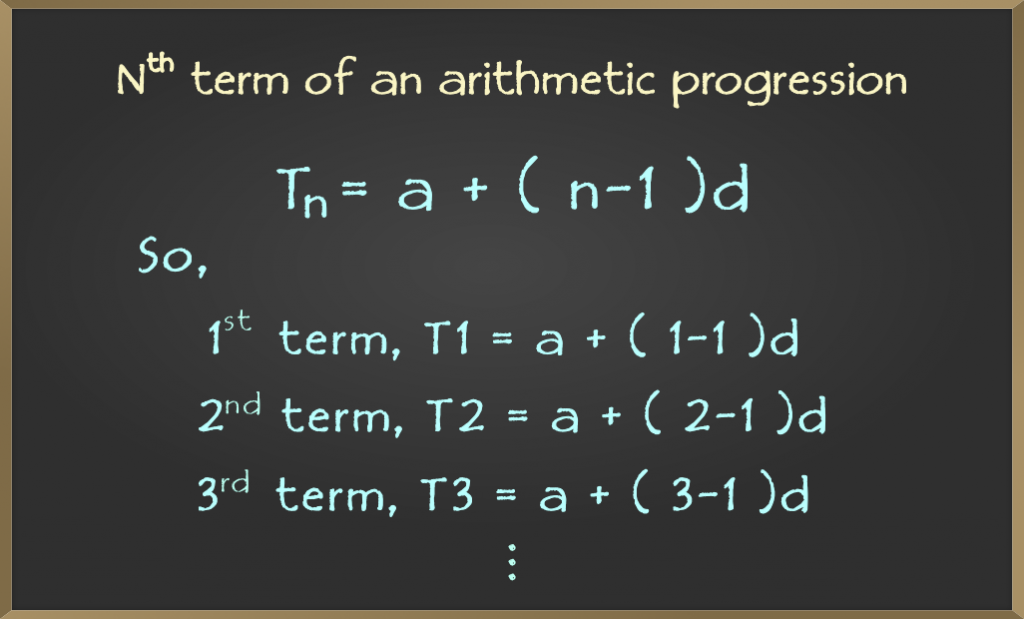 Nth term of an arithmetic progression
Tn = a + ( n-1 )d
So,
1st term, T1 = a + ( 1-1 )d
2nd term, T2 = a + ( 2-1 )d
3rd term, T3 = a + ( 3-1 )d
⋮